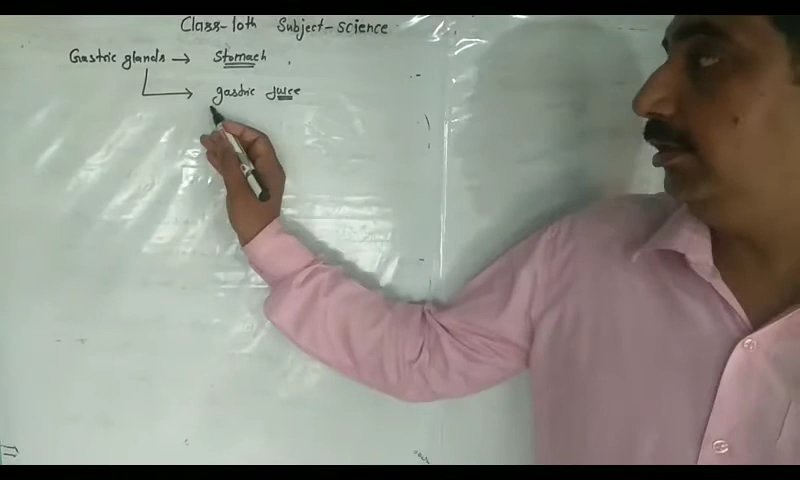 Class-10th Subject-science
Gastric glands → Stomach
→ gastric Juice